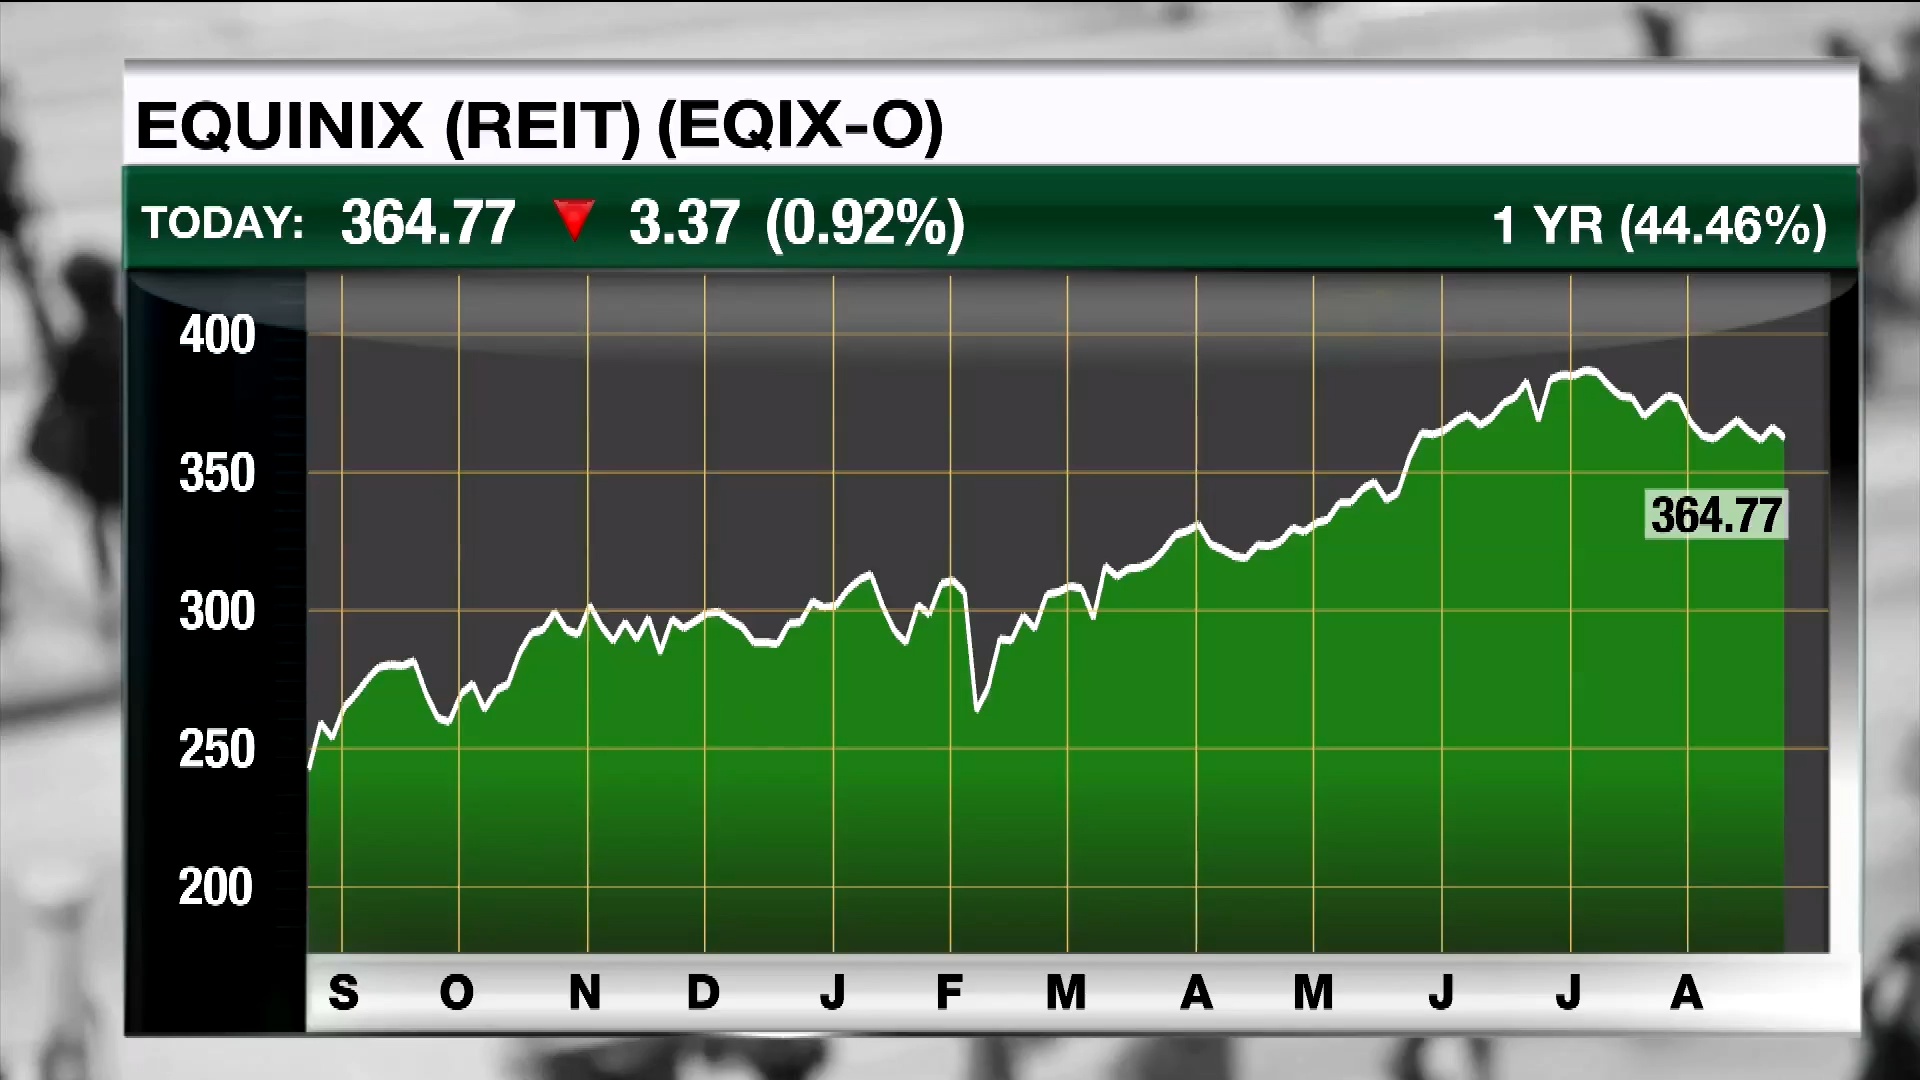 EQUINIX (REIT) (EQIX-O)
TODAY: 364.77 ▼ 3.37 (0.92%) 1 YR (44.46%)
400
350
364.77
300
250
200
S O N D J F M A M J J A